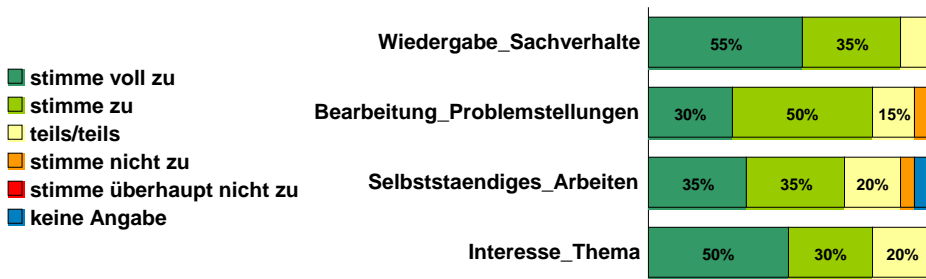 Wiedergabe_Sachverhalte 55% 35%
stimme voll zu
stimme zu
teils/teils
stimme nicht zu
stimme überhaupt nicht zu
keine Angabe
Bearbeitung_Problemstellungen 30% 50% 15%
Selbststaendiges_Arbeiten 35% 35% 20%
Interesse_Thema 50% 30% 20%